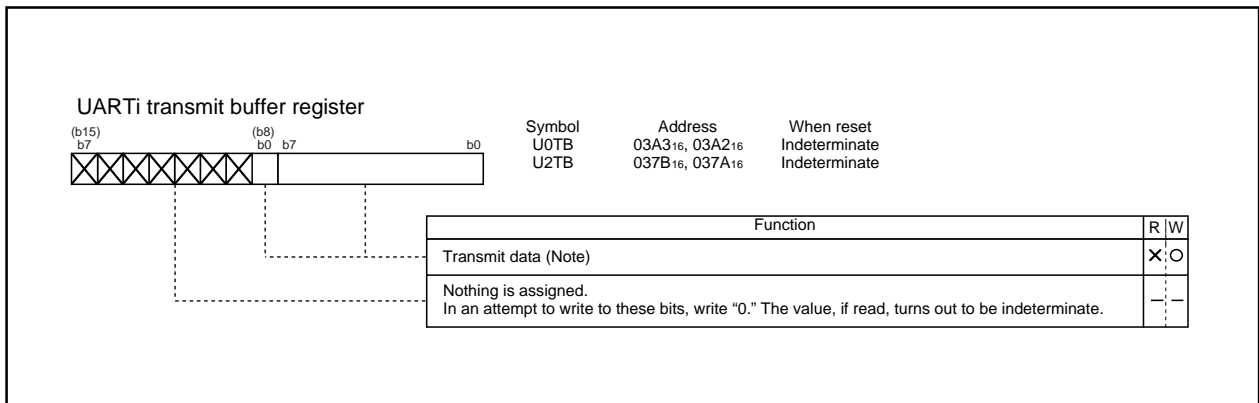 UARTi transmit buffer register
(b15) (b8)
b7 b0 b7 b0
Symbol Address When reset
U0TB 03A316, 03A216 Indeterminate
U2TB 037B16, 037A16 Indeterminate
Function R W
Transmit data (Note)
Nothing is assigned.
In an attempt to write to these bits, write “0.” The value, if read, turns out to be indeterminate.